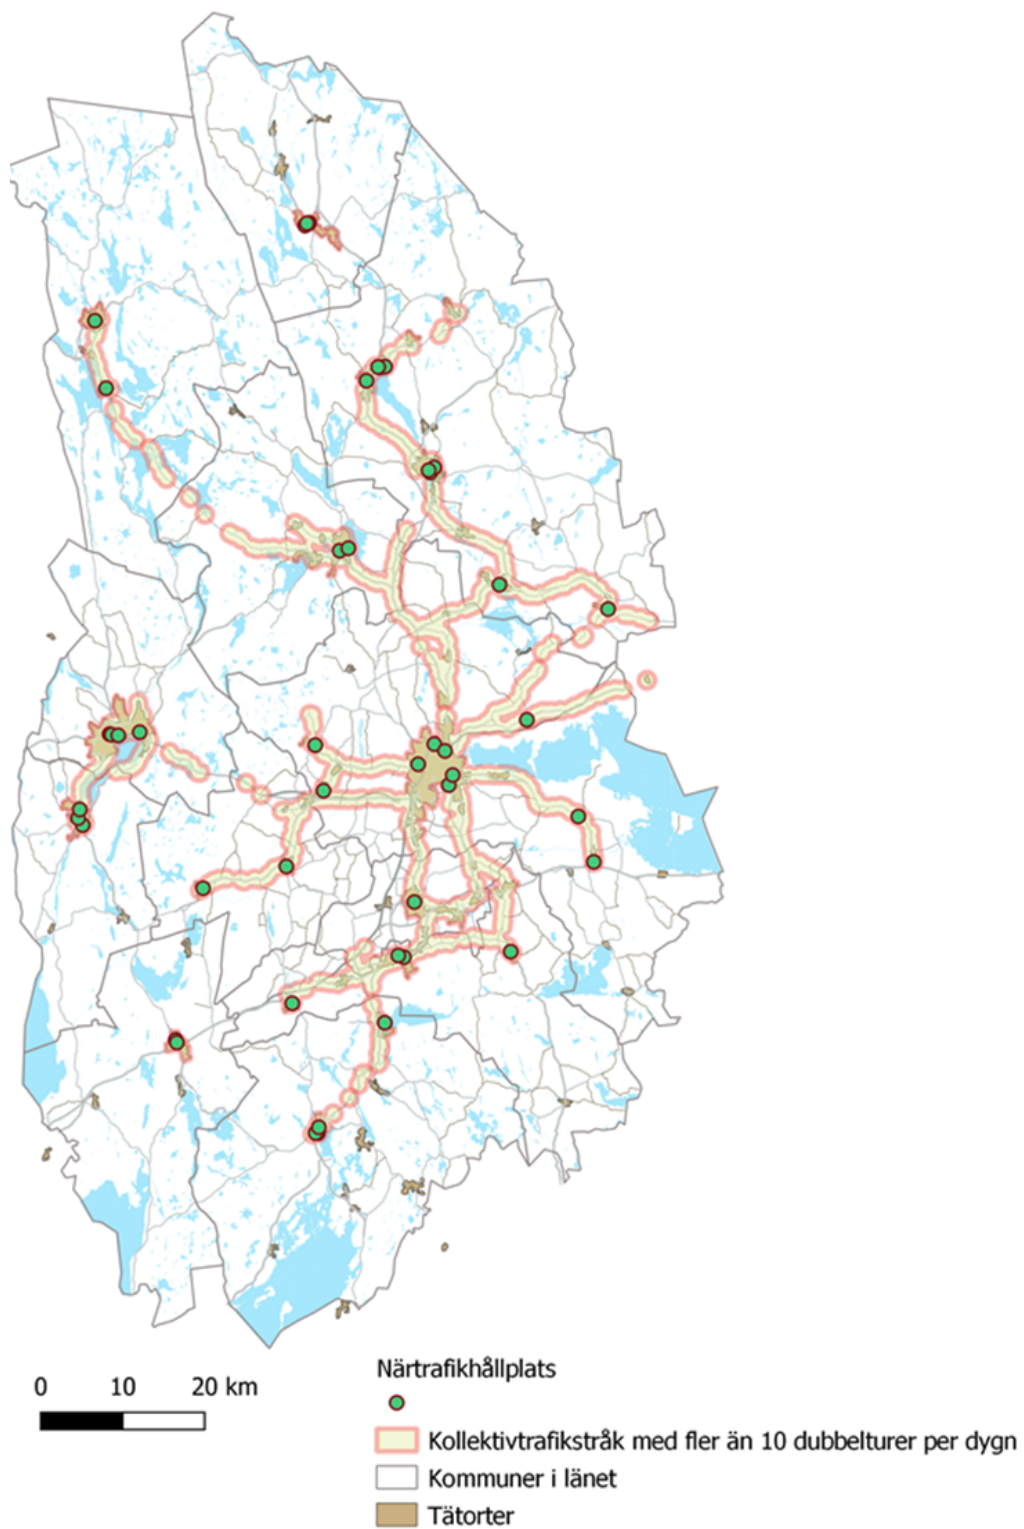 Närtrafikhållplats
0 10 20 km
Kollektivtrafikstråk med fler än 10 dubbelturer per dygn
Kommuner i länet
Tätorter